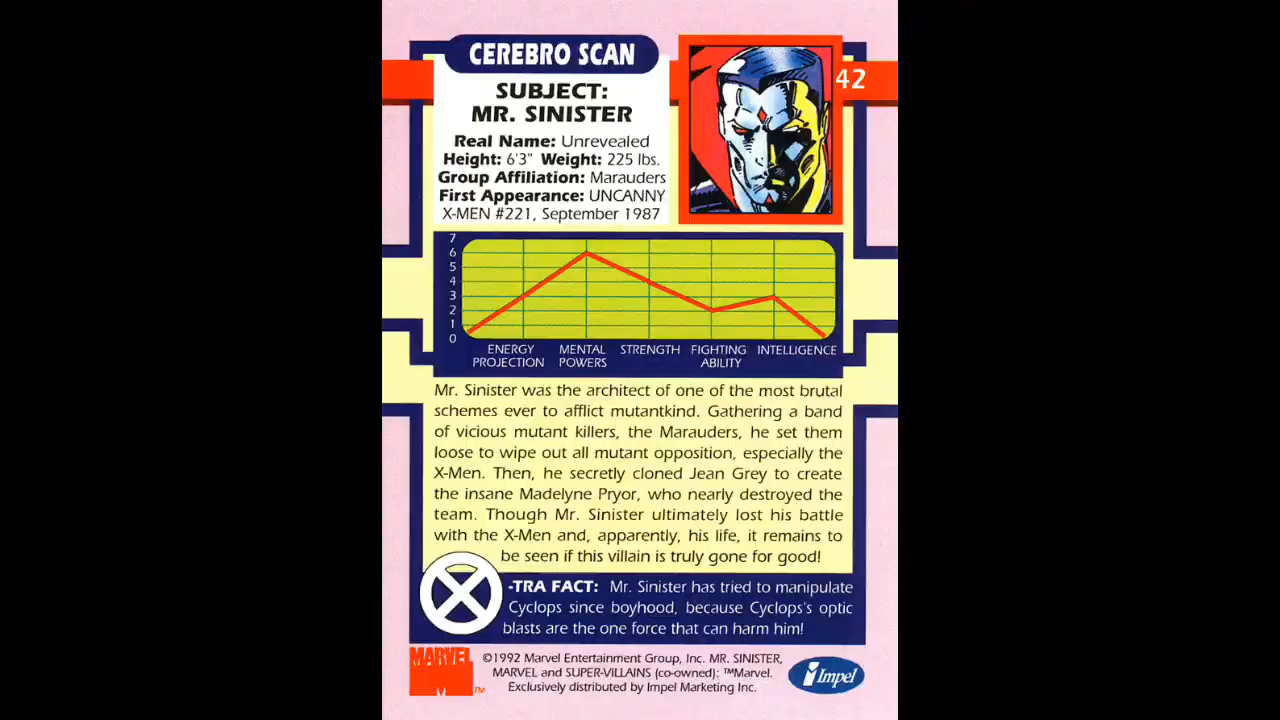 CEREBRO SCAN
42
SUBJECT:
MR. SINISTER
Real Name: Unrevealed
Height: 6'3" Weight: 225 lbs.
Group Affiliation: Marauders
First Appearance: UNCANNY
X-MEN #221, September 1987
7
6
5
4
3
2
1
0
ENERGY PROJECTION
MENTAL POWERS
STRENGTH
FIGHTING ABILITY
INTELLIGENCE
Mr. Sinister was the architect of one of the most brutal
schemes ever to afflict mutantkind. Gathering a band
of vicious mutant killers, the Marauders, he set them
loose to wipe out all mutant opposition, especially the
X-Men. Then, he secretly cloned Jean Grey to create
the insane Madelyne Pryor, who nearly destroyed the
team. Though Mr. Sinister ultimately lost his battle
with the X-Men and, apparently, his life, it remains to
be seen if this villain is truly gone for good!
X-TRA FACT: Mr. Sinister has tried to manipulate
Cyclops since boyhood, because Cyclops's optic
blasts are the one force that can harm him!
MARVEL
©1992 Marvel Entertainment Group, Inc. MR. SINISTER,
MARVEL and SUPER-VILLAINS (co-owned); ™Marvel.
Exclusively distributed by Impel Marketing Inc.
TM
Impel